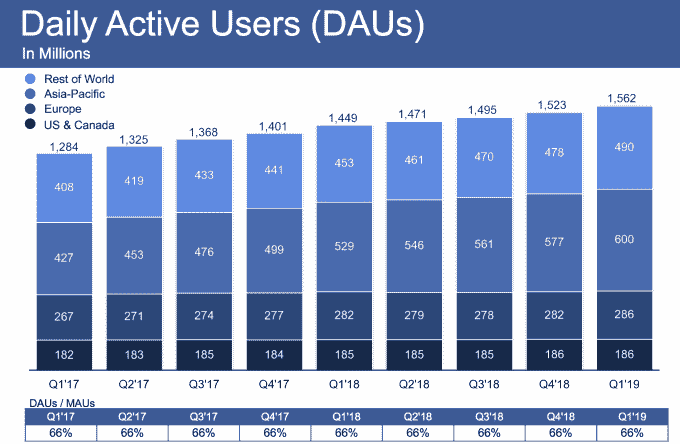 Daily Active Users (DAUs)
In Millions
Rest of World
Asia-Pacific
Europe
US & Canada
1,284 1,325 1,368 1,401 1,449 1,471 1,495 1,523 1,562
408 419 433 441 453 461 470 478 490
427 453 476 499 529 546 561 577 600
267 271 274 277 282 279 278 282 286
182 183 185 184 185 185 185 186 186
Q1'17 Q2'17 Q3'17 Q4'17 Q1'18 Q2'18 Q3'18 Q4'18 Q1'19
DAUs / MAUs
Q1'17 Q2'17 Q3'17 Q4'17 Q1'18 Q2'18 Q3'18 Q4'18 Q1'19
66% 66% 66% 66% 66% 66% 66% 66% 66%